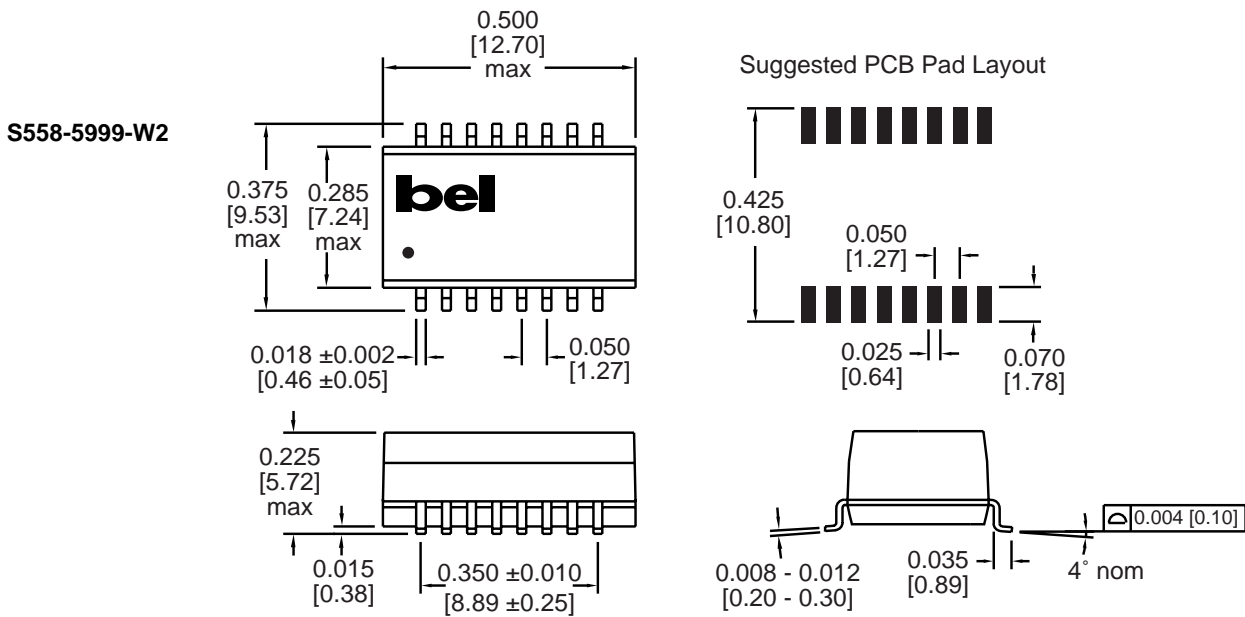 S558-5999-W2
0.500
[12.70]
max
0.375
[9.53]
max
0.285
[7.24]
max
bel
0.018 ±0.002
[0.46 ±0.05]
0.050
[1.27]
Suggested PCB Pad Layout
0.425
[10.80]
0.050
[1.27]
0.025
[0.64]
0.070
[1.78]
0.225
[5.72]
max
0.015
[0.38]
0.350 ±0.010
[8.89 ±0.25]
0.008 - 0.012
[0.20 - 0.30]
0.035
[0.89]
4° nom
0.004 [0.10]